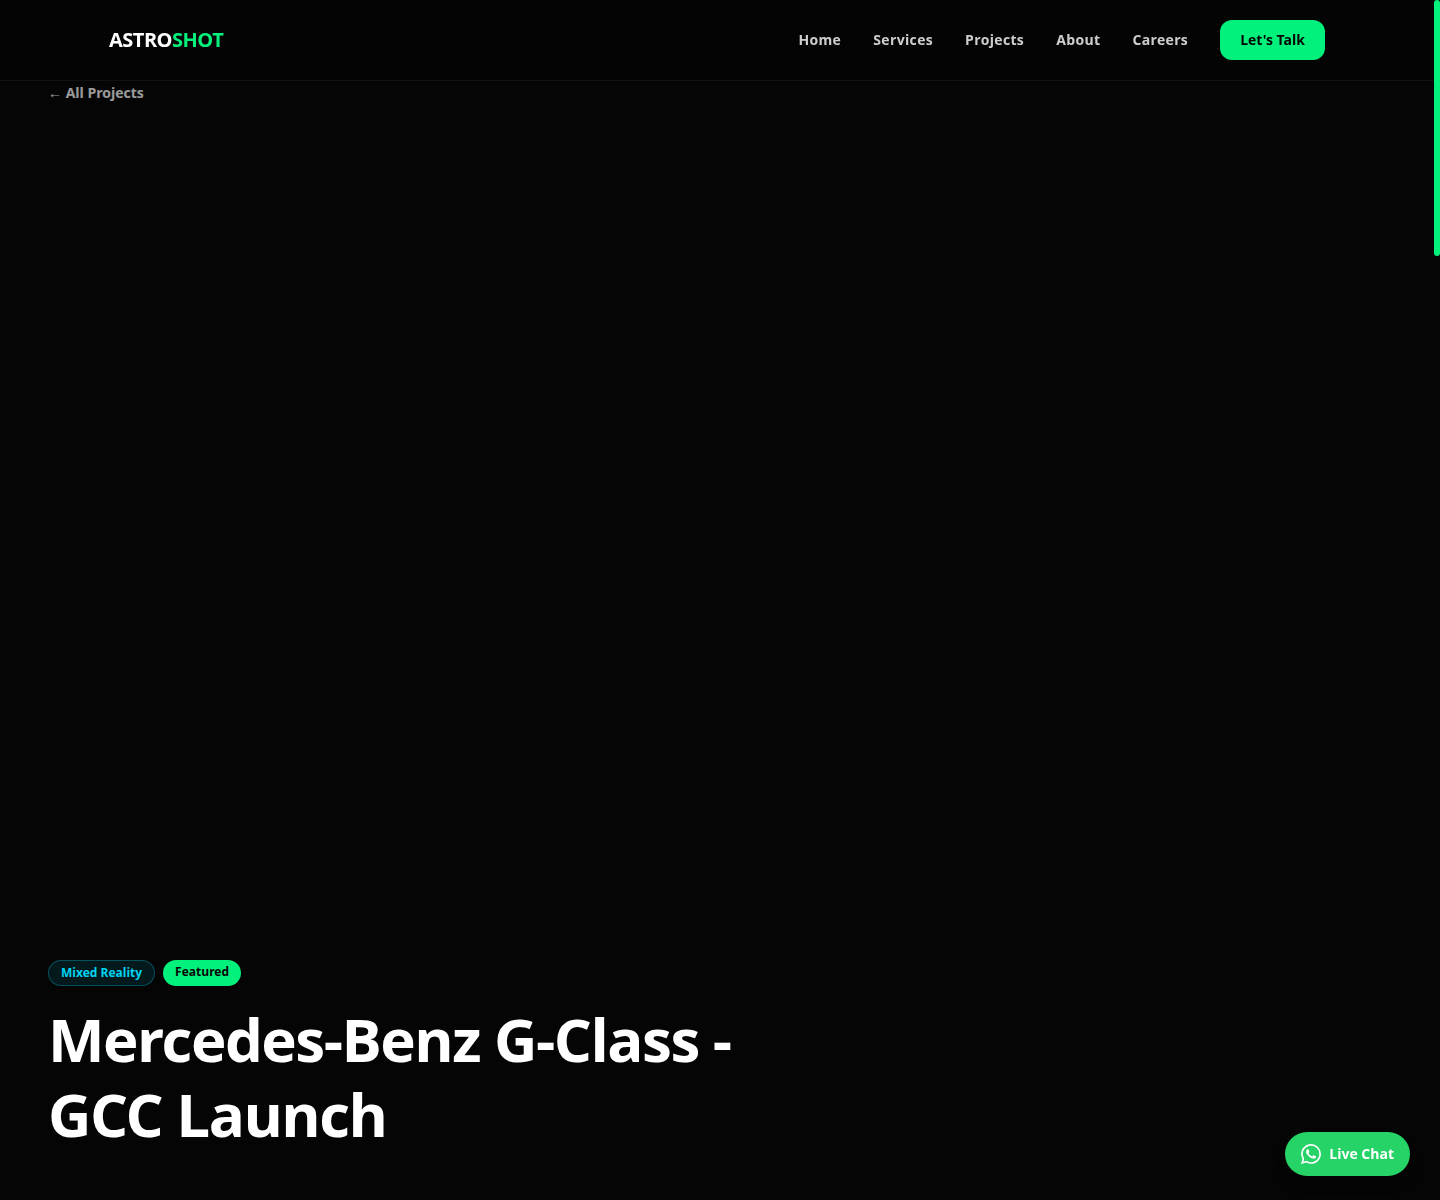 ASTROSHOT
Home Services Projects About Careers Let's Talk
← All Projects
Mixed Reality Featured
Mercedes-Benz G-Class -
GCC Launch
Live Chat